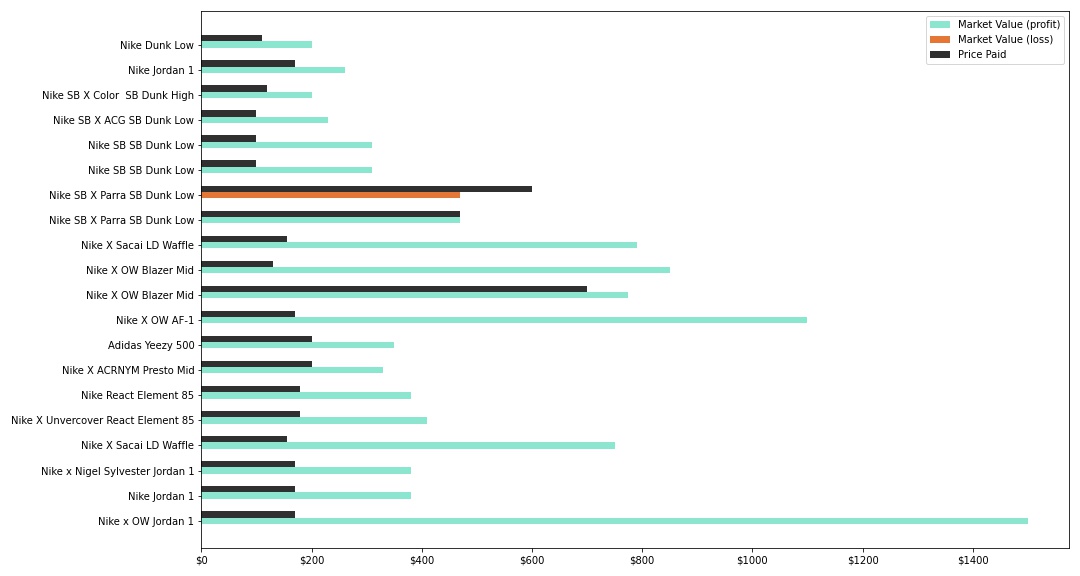 Market Value (profit)
Market Value (loss)
Price Paid
Nike Dunk Low
Nike Jordan 1
Nike SB X Color  SB Dunk High
Nike SB X ACG SB Dunk Low
Nike SB SB Dunk Low
Nike SB SB Dunk Low
Nike SB X Parra SB Dunk Low
Nike SB X Parra SB Dunk Low
Nike X Sacai LD Waffle
Nike X OW Blazer Mid
Nike X OW Blazer Mid
Nike X OW AF-1
Adidas Yeezy 500
Nike X ACRNYM Presto Mid
Nike React Element 85
Nike X Unvercover React Element 85
Nike X Sacai LD Waffle
Nike x Nigel Sylvester Jordan 1
Nike Jordan 1
Nike x OW Jordan 1
$0 $200 $400 $600 $800 $1000 $1200 $1400